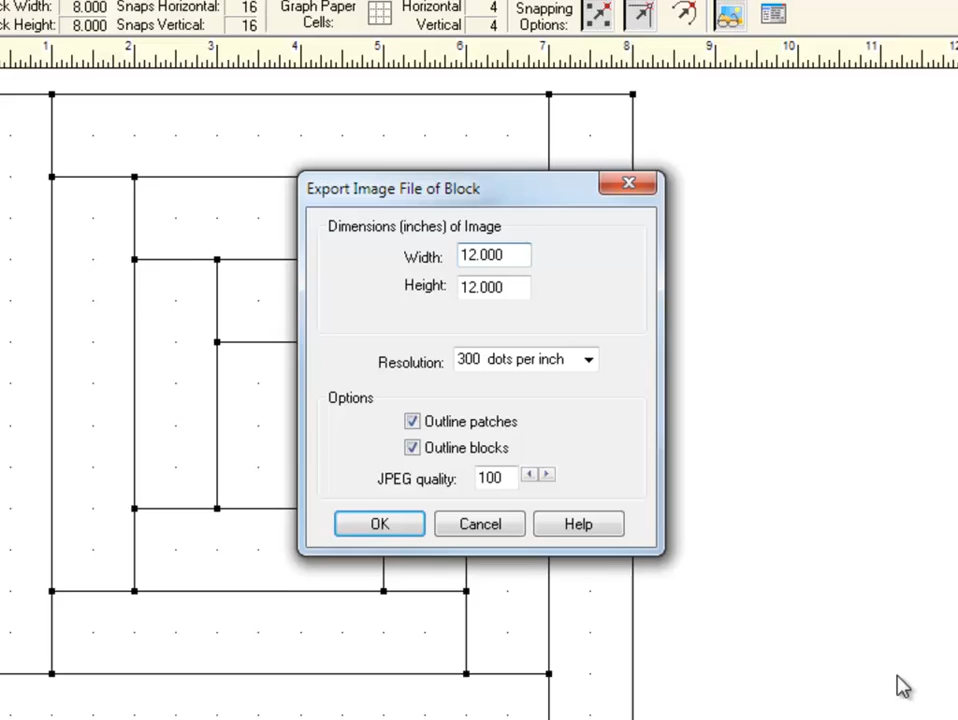 ck Width: 8.000 Snaps Horizontal: 16 Graph Paper Horizontal 4 Snapping
ck Height: 8.000 Snaps Vertical: 16 Cells: Vertical 4 Options:
1 2 3 5 6 7 8 9 10 11 12
Export Image File of Block
Dimensions (inches) of Image
Width: 12.000
Height: 12.000
Resolution: 300 dots per inch
Options
Outline patches
Outline blocks
JPEG quality: 100
OK Cancel Help